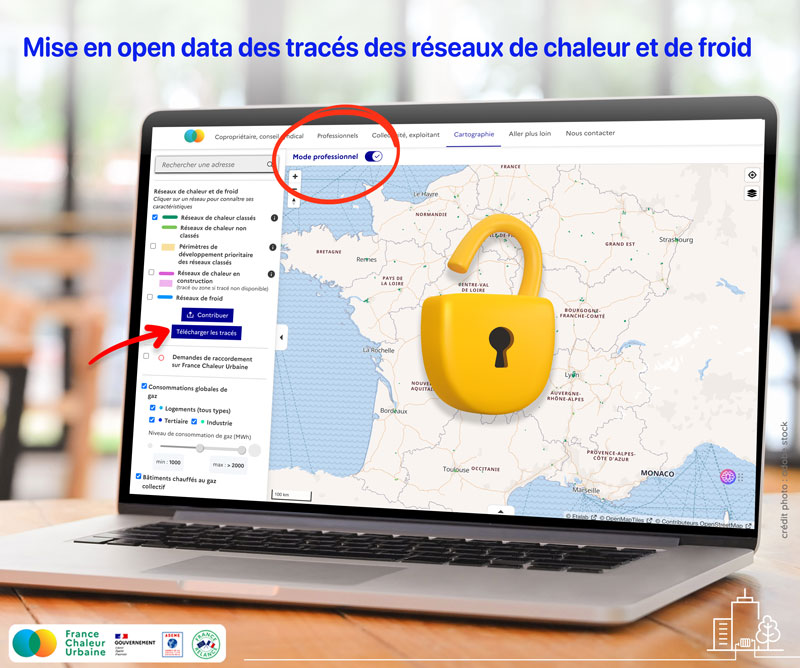 Mise en open data des tracés des réseaux de chaleur et de froid
Copropriétaire, conseil syndical
Professionnels
Collectivité, exploitant
Cartographie
Aller plus loin
Nous contacter
Rechercher une adresse
Mode professionnel
Réseaux de chaleur et de froid
Cliquer sur un réseau pour connaître ses
caractéristiques
Réseaux de chaleur classés
Réseaux de chaleur non
classés
Périmètres de
développement prioritaire
des réseaux classés
Réseaux de chaleur en
construction
(tracé ou zone si tracé non disponible)
Réseaux de froid
Contribuer
Télécharger les tracés
Demandes de raccordement
sur France Chaleur Urbaine
Consommations globales de
gaz
Logements (tous types)
Tertiaire
Industrie
Niveau de consommation de gaz (MWh)
min : 1000
max : > 2000
Bâtiments chauffés au gaz
collectif
FRANCE
Le Havre
NORMANDIE
BRETAGNE
Rennes
PAYS DE
LA LOIRE
CENTRE-VAL
DE LOIRE
GRAND EST
Strasbourg
BOURGOGNE-
FRANCHE-COMTÉ
La Rochelle
Lyon
AUVERGNE-
RHÔNE-ALPES
Bordeaux
PROVENCE-ALPES-
CÔTE D'AZUR
MONACO
Toulouse
OCCITANIE
Marseille
100 km
© Etalab
© OpenMapTiles
© Contributeurs OpenStreetMap
crédit photo :
stock
France
Chaleur
Urbaine
GOUVERNEMENT
Liberté
Égalité
Fraternité
ADEME
FRANCE
RELANCE